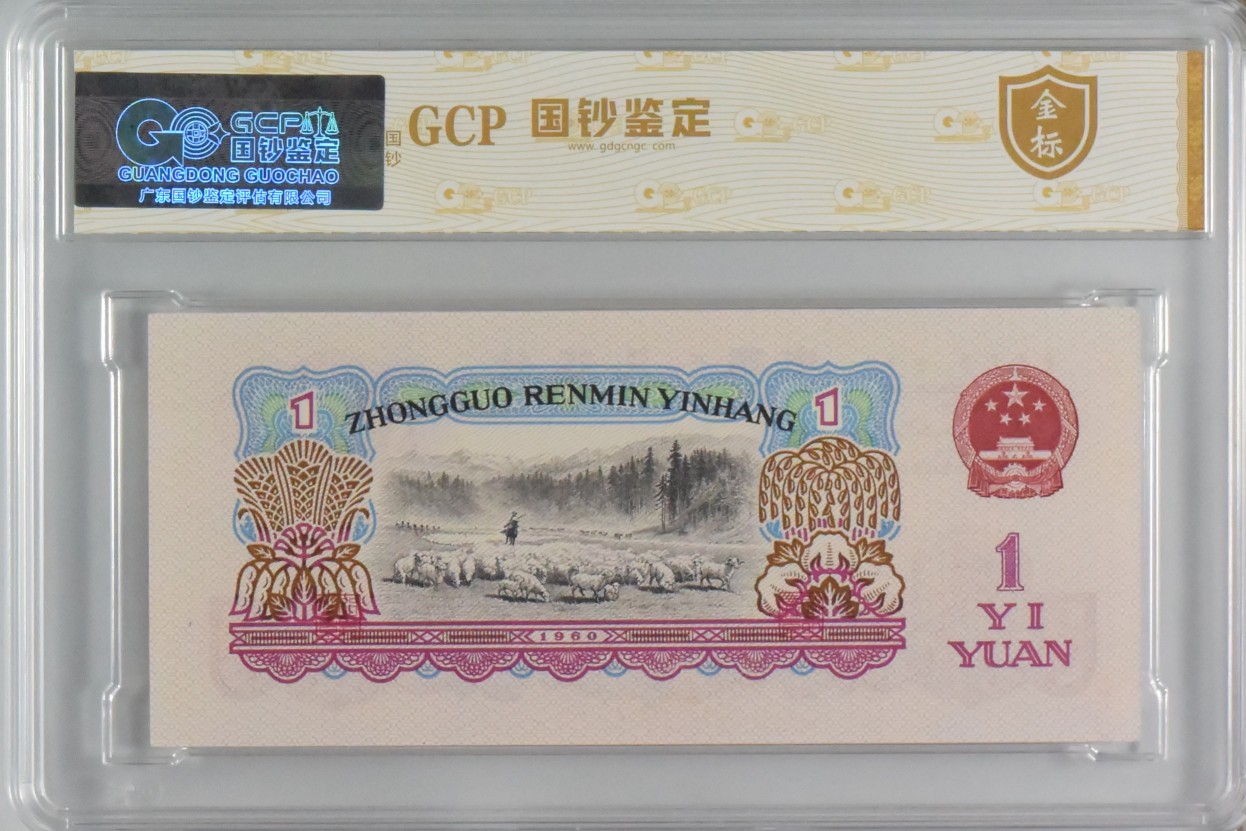 GCP
国钞鉴定
GUANGDONG GUOCHAO
广东国钞鉴定评估有限公司
国
钞
GCP 国钞鉴定
www.gdgcngc.com
金
标
1
ZHONGGUO RENMIN YINHANG
1
1960
1
YI
YUAN